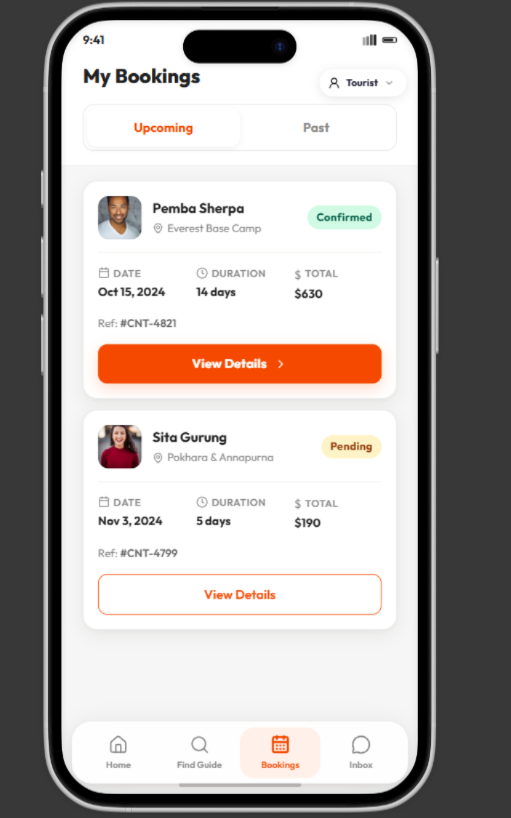 9:41
My Bookings
Tourist
Upcoming Past
Pemba Sherpa
Everest Base Camp
Confirmed
DATE DURATION $ TOTAL
Oct 15, 2024 14 days $630
Ref: #CNT-4821
View Details
Sita Gurung
Pokhara & Annapurna
Pending
DATE DURATION $ TOTAL
Nov 3, 2024 5 days $190
Ref: #CNT-4799
View Details
Home Find Guide Bookings Inbox